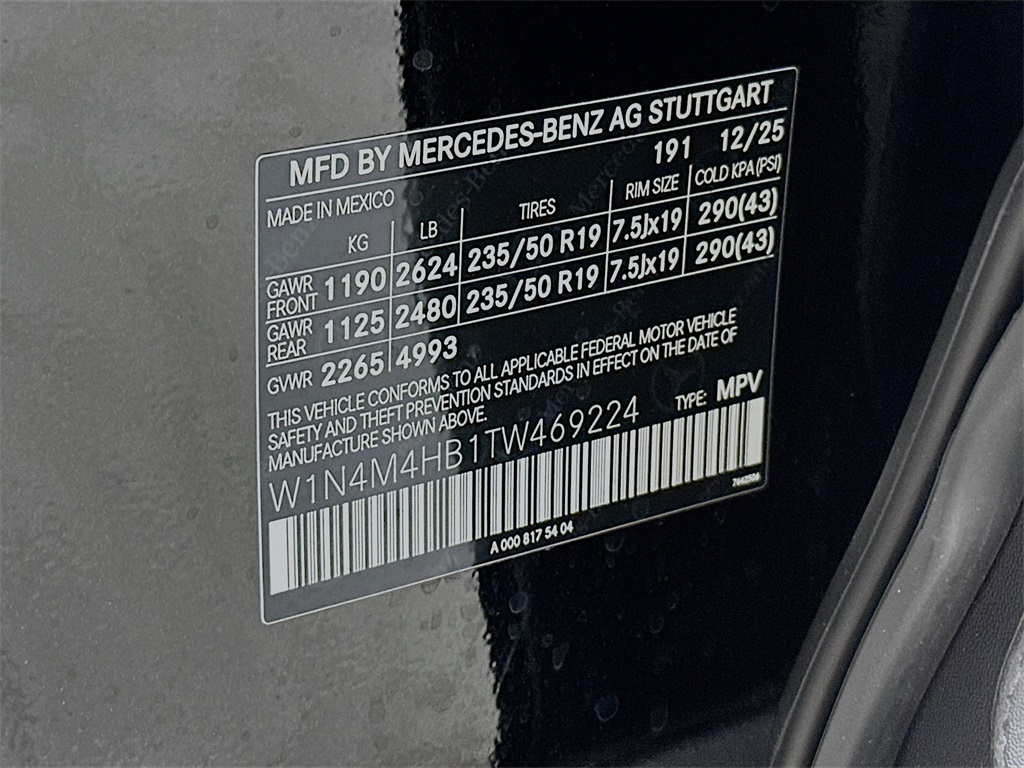 MFD BY MERCEDES-BENZ AG STUTTGART
MADE IN MEXICO 191 12/25
KG LB TIRES RIM SIZE COLD KPA (PSI)
GAWR FRONT 1190 2624 235/50 R19 7.5Jx19 290(43)
GAWR REAR 1125 2480 235/50 R19 7.5Jx19 290(43)
GVWR 2265 4993
THIS VEHICLE CONFORMS TO ALL APPLICABLE FEDERAL MOTOR VEHICLE
SAFETY AND THEFT PREVENTION STANDARDS IN EFFECT ON THE DATE OF
MANUFACTURE SHOWN ABOVE.
W1N4M4HB1TW469224 TYPE: MPV
A 000 817 54 04